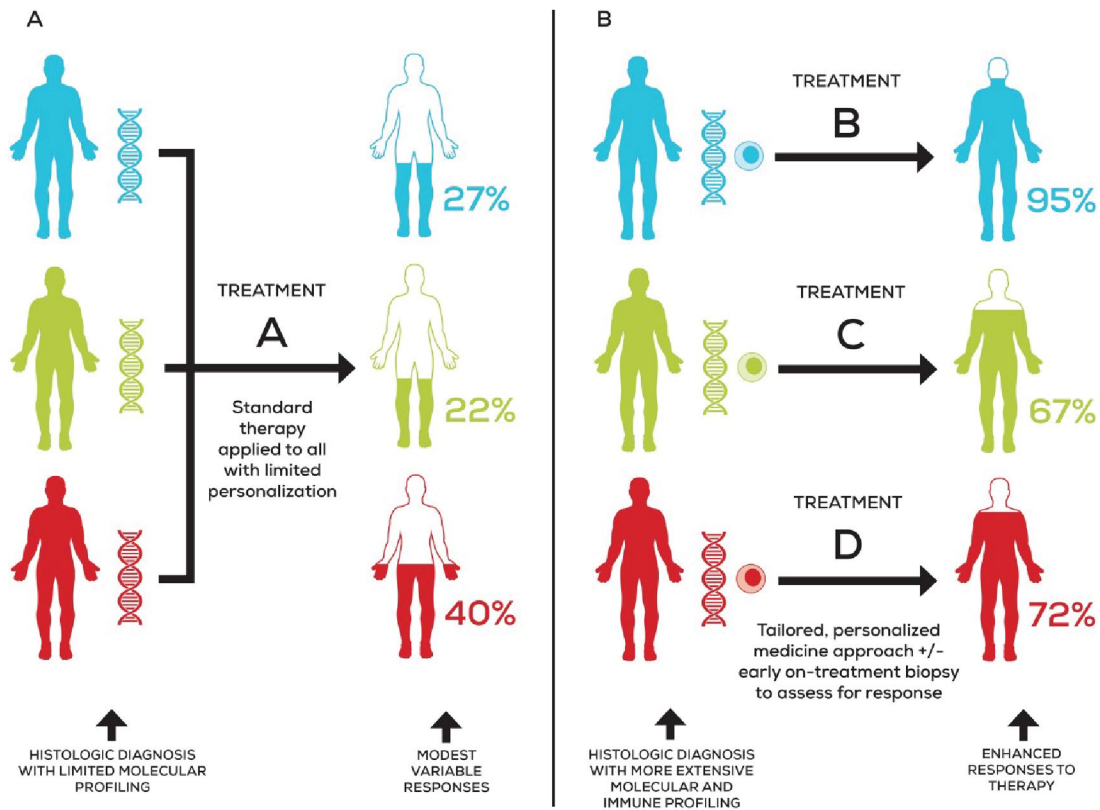 A
27%
TREATMENT
A
Standard
therapy
applied to all
with limited
personalization
22%
40%
HISTOLOGIC DIAGNOSIS
WITH LIMITED MOLECULAR
PROFILING
MODEST
VARIABLE
RESPONSES
B
TREATMENT
B
95%
TREATMENT
C
67%
TREATMENT
D
72%
Tailored, personalized
medicine approach +/-
early on-treatment biopsy
to assess for response
HISTOLOGIC DIAGNOSIS
WITH MORE EXTENSIVE
MOLECULAR AND
IMMUNE PROFILING
ENHANCED
RESPONSES TO
THERAPY